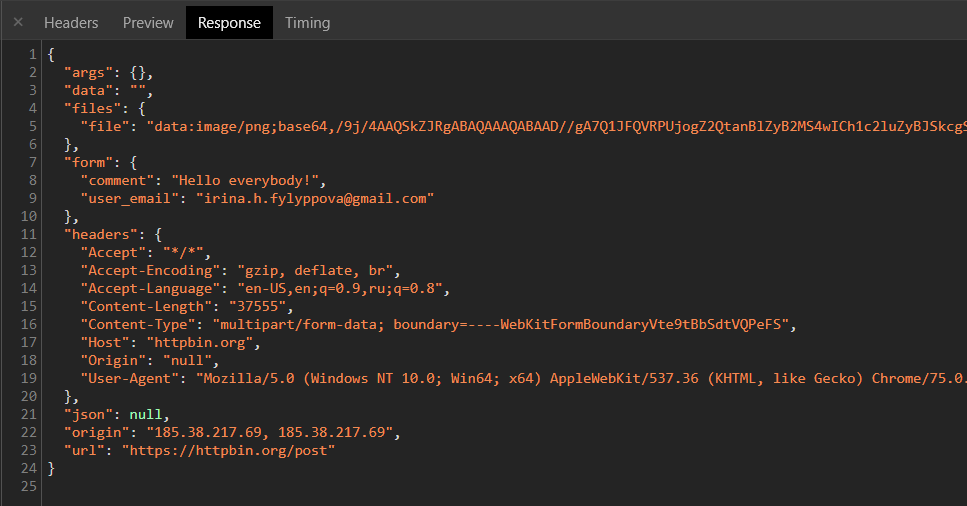 × Headers Preview Response Timing
1 {
2 "args": {},
3 "data": "",
4 "files": {
5 "file": "data:image/png;base64,/9j/4AAQSkZJRgABAQAAAQABAAD//gA7Q1JFQVRPUjogZ2QtanBlZyB2MS4wICh1c2luZyBJSkcgS
6 },
7 "form": {
8 "comment": "Hello everybody!",
9 "user_email": "irina.h.fylyppova@gmail.com"
10 },
11 "headers": {
12 "Accept": "*/*",
13 "Accept-Encoding": "gzip, deflate, br",
14 "Accept-Language": "en-US,en;q=0.9,ru;q=0.8",
15 "Content-Length": "37555",
16 "Content-Type": "multipart/form-data; boundary=----WebKitFormBoundaryVte9tBbSdtVQPeFS",
17 "Host": "httpbin.org",
18 "Origin": "null",
19 "User-Agent": "Mozilla/5.0 (Windows NT 10.0; Win64; x64) AppleWebKit/537.36 (KHTML, like Gecko) Chrome/75.0.
20 },
21 "json": null,
22 "origin": "185.38.217.69, 185.38.217.69",
23 "url": "https://httpbin.org/post"
24 }
25